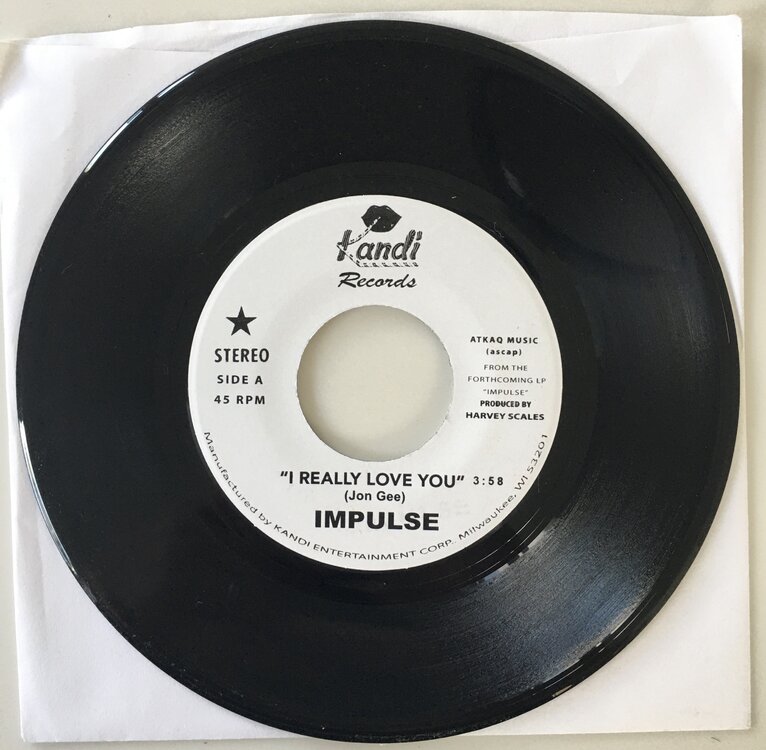 Kandi
Records
STEREO
SIDE A
45 RPM
ATKAQ MUSIC
(ascap)
FROM THE
FORTHCOMING LP
"IMPULSE"
PRODUCED BY
HARVEY SCALES
"I REALLY LOVE YOU" 3:58
(Jon Gee)
IMPULSE
Manufactured by KANDI ENTERTAINMENT CORP. Milwaukee, WI 53201